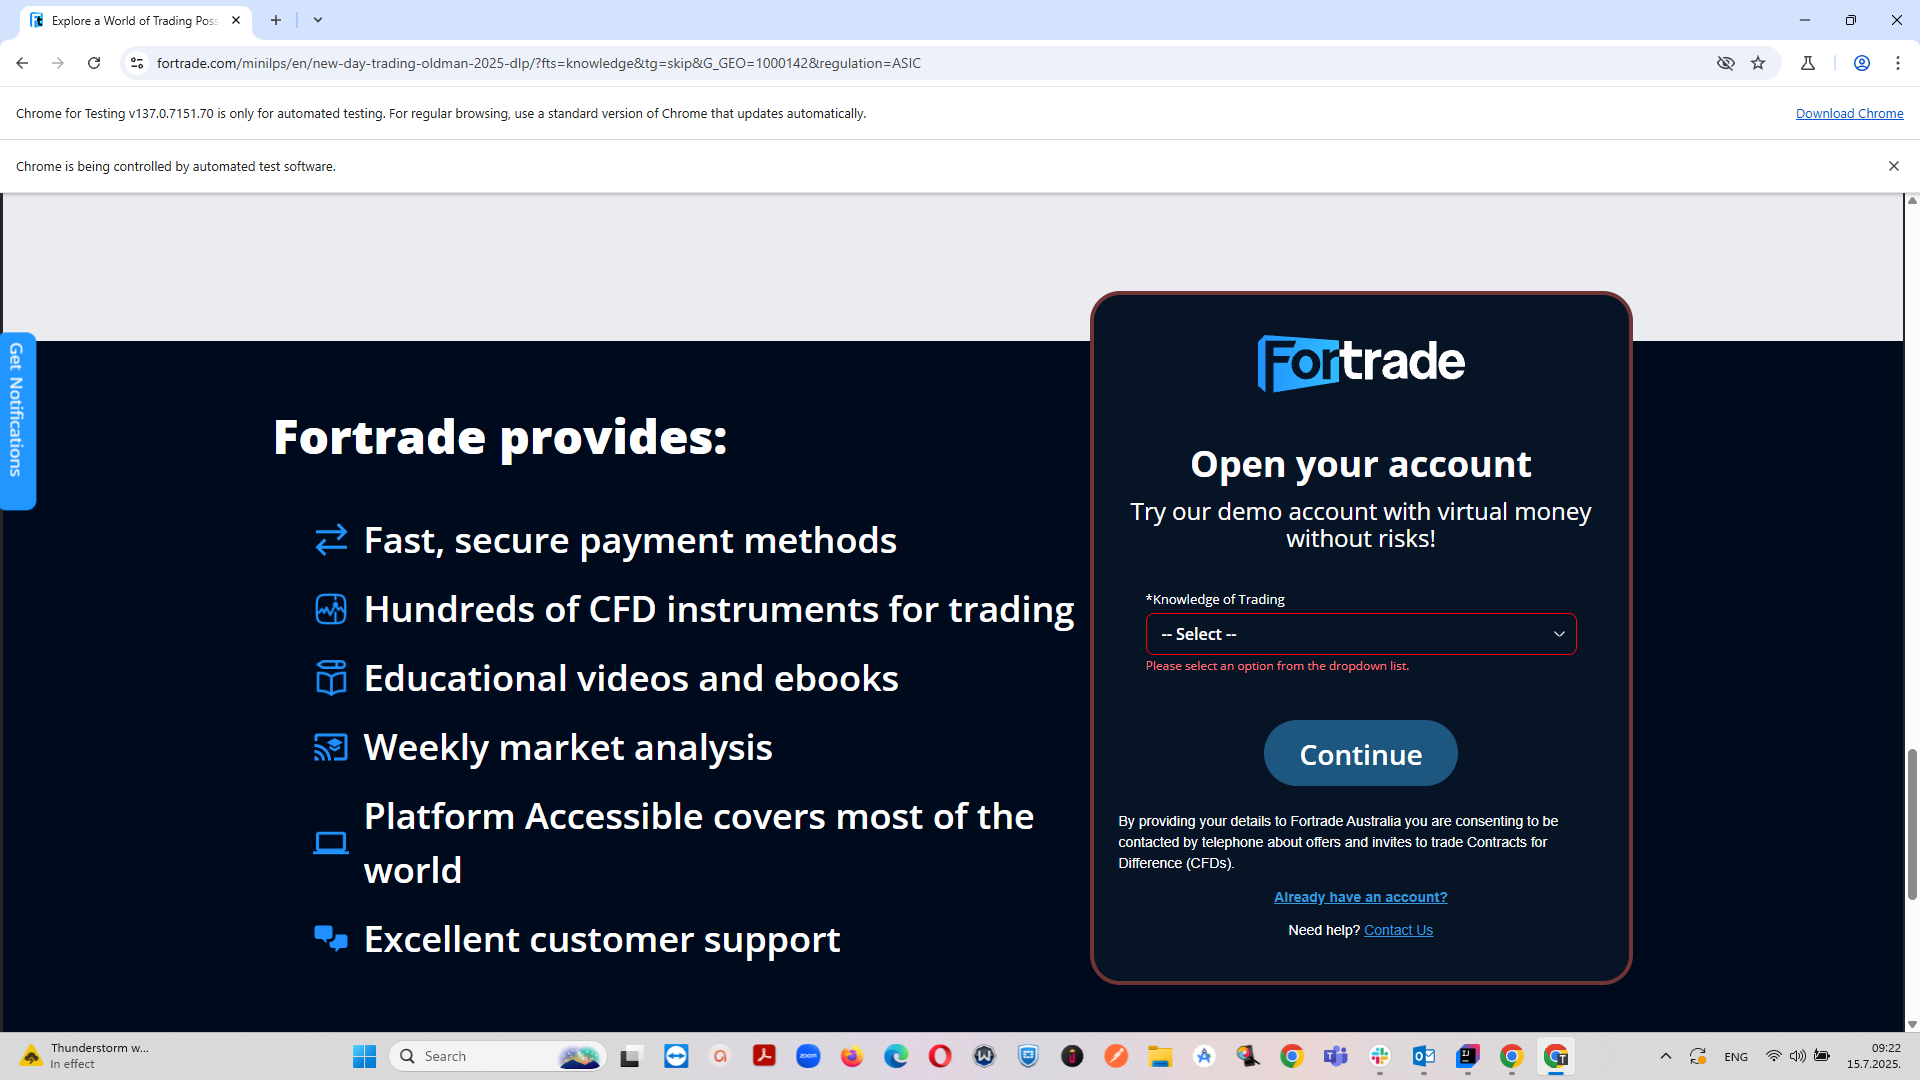 Explore a World of Trading Poss
fortrade.com/minilps/en/new-day-trading-oldman-2025-dlp/?fts=knowledge&tg=skip&G_GEO=1000142&regulation=ASIC
Chrome for Testing v137.0.7151.70 is only for automated testing. For regular browsing, use a standard version of Chrome that updates automatically.
Download Chrome
Chrome is being controlled by automated test software.
Get Notifications
Fortrade provides:
Fast, secure payment methods
Hundreds of CFD instruments for trading
Educational videos and ebooks
Weekly market analysis
Platform Accessible covers most of the
world
Excellent customer support
Fortrade
Open your account
Try our demo account with virtual money
without risks!
*Knowledge of Trading
-- Select --
Please select an option from the dropdown list.
Continue
By providing your details to Fortrade Australia you are consenting to be
contacted by telephone about offers and invites to trade Contracts for
Difference (CFDs).
Already have an account?
Need help? Contact Us
Thunderstorm w...
In effect
Search
zoom
ENG
09:22
15.7.2025.